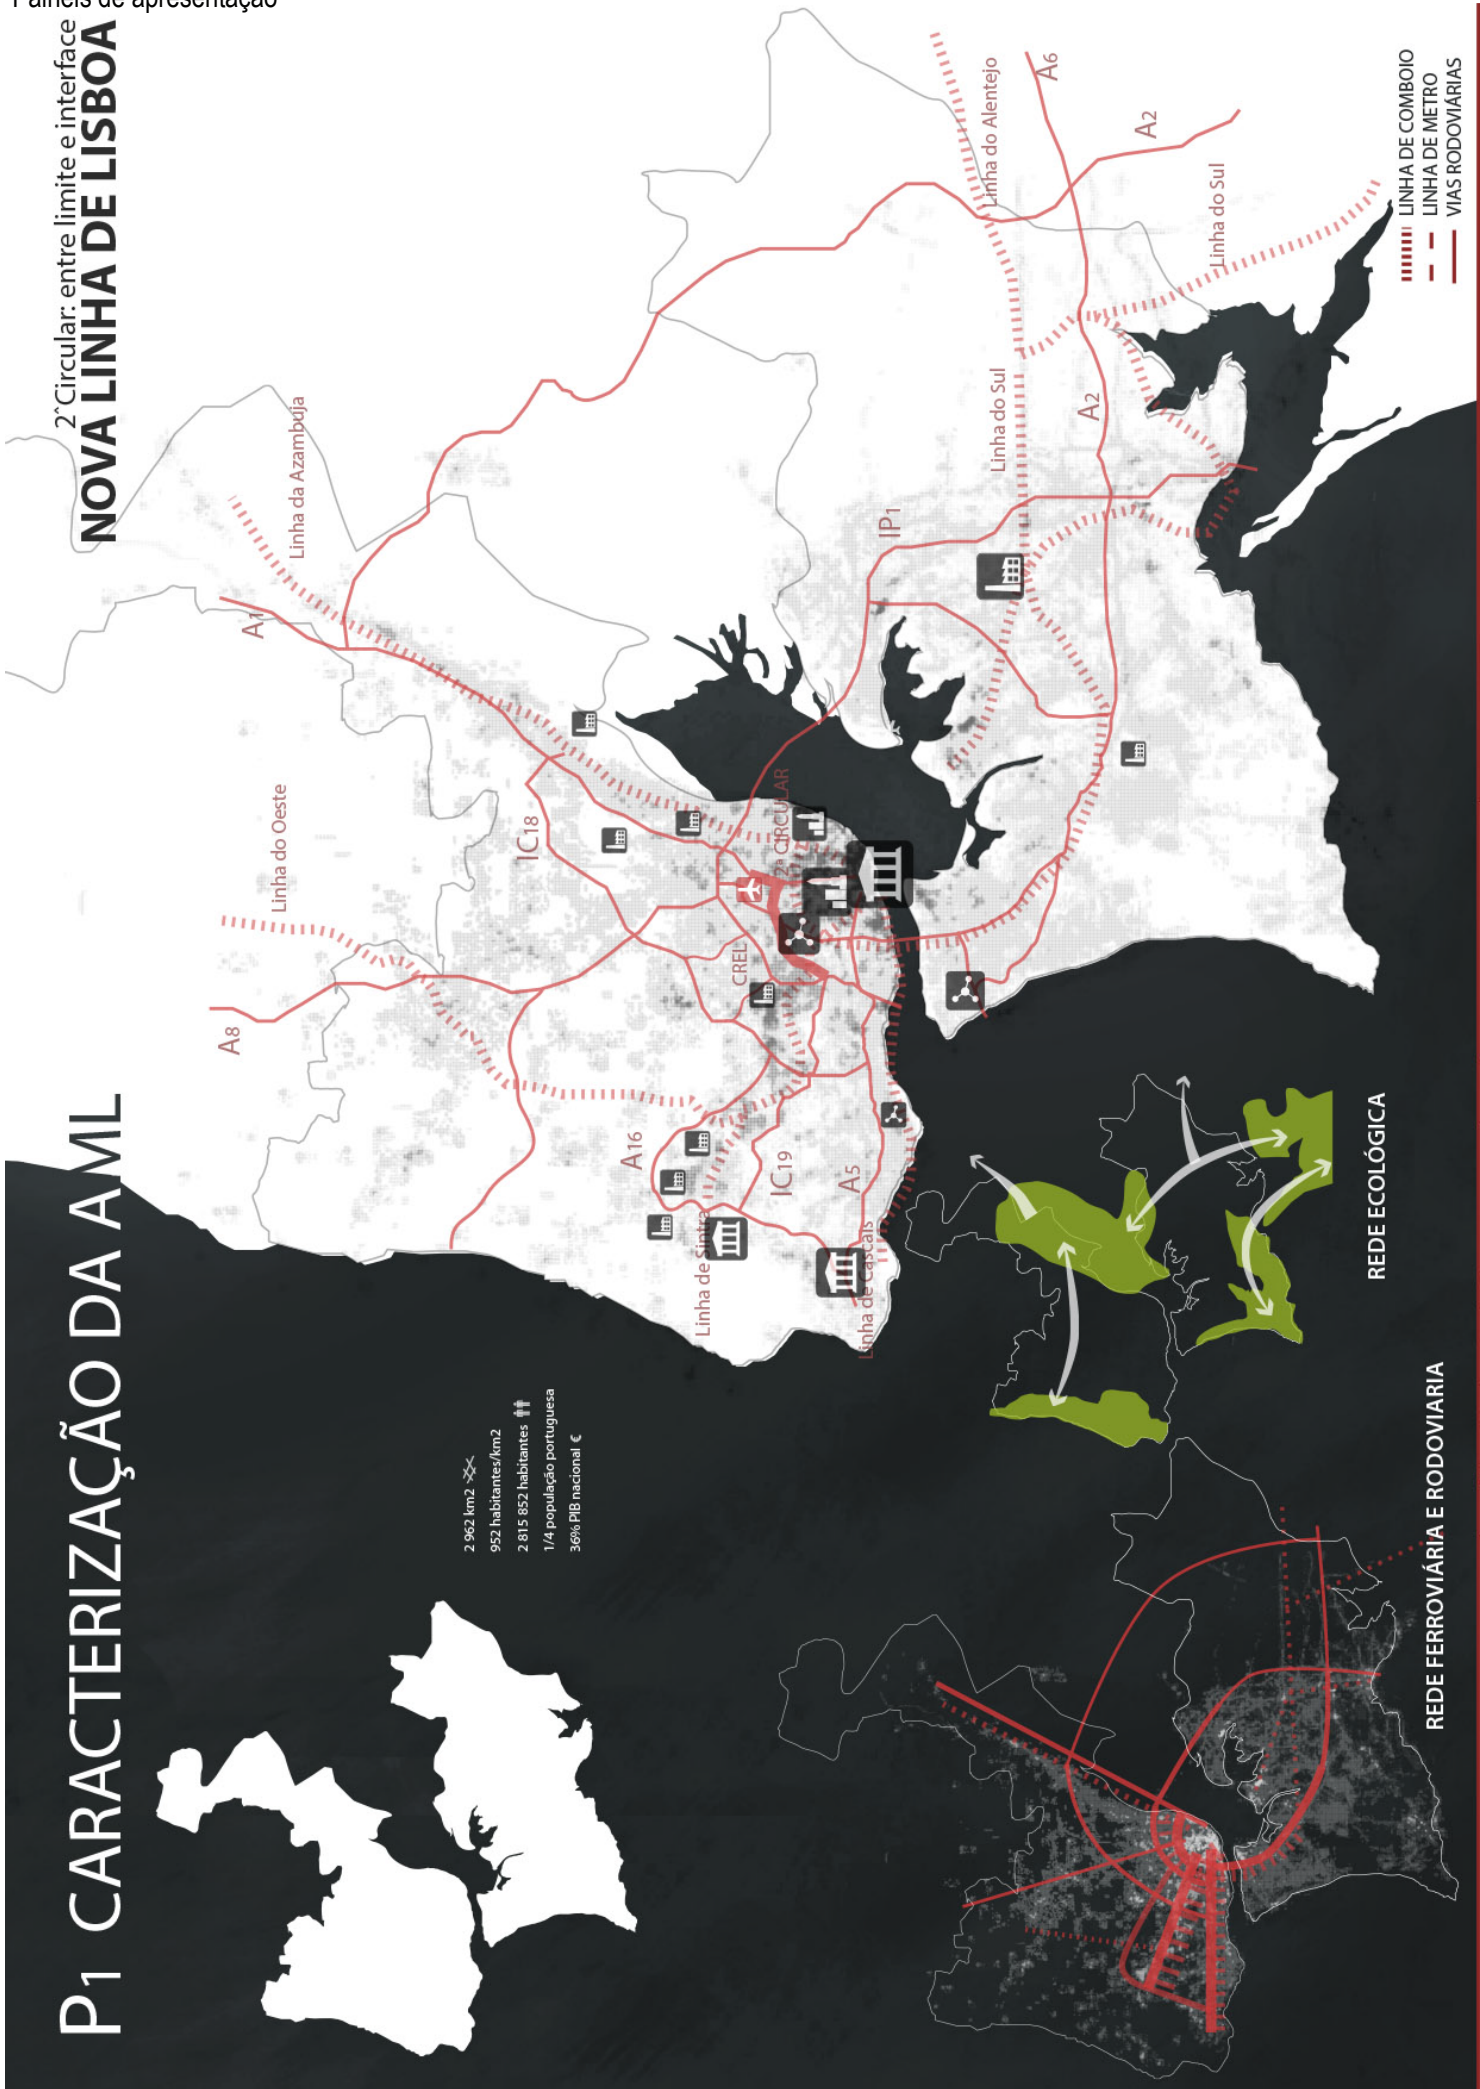 Painéis de apresentação
P1 CARACTERIZAÇÃO DA AML
2ªCircular: entre limite e interface
NOVA LINHA DE LISBOA
2 962 km2
952 habitantes/km2
2 815 852 habitantes
1/4 população portuguesa
36% PIB nacional €
A8
Linha do Oeste
A1
Linha da Azambuja
IC18
CREL
2ª CIRCULAR
A16
IC19
A5
Linha de Sintra
Linha de Cascais
IP1
Linha do Sul
A2
Linha do Alentejo
A6
A2
Linha do Sul
LINHA DE COMBOIO
LINHA DE METRO
VIAS RODOVIÁRIAS
REDE ECOLÓGICA
REDE FERROVIÁRIA E RODOVIARIA